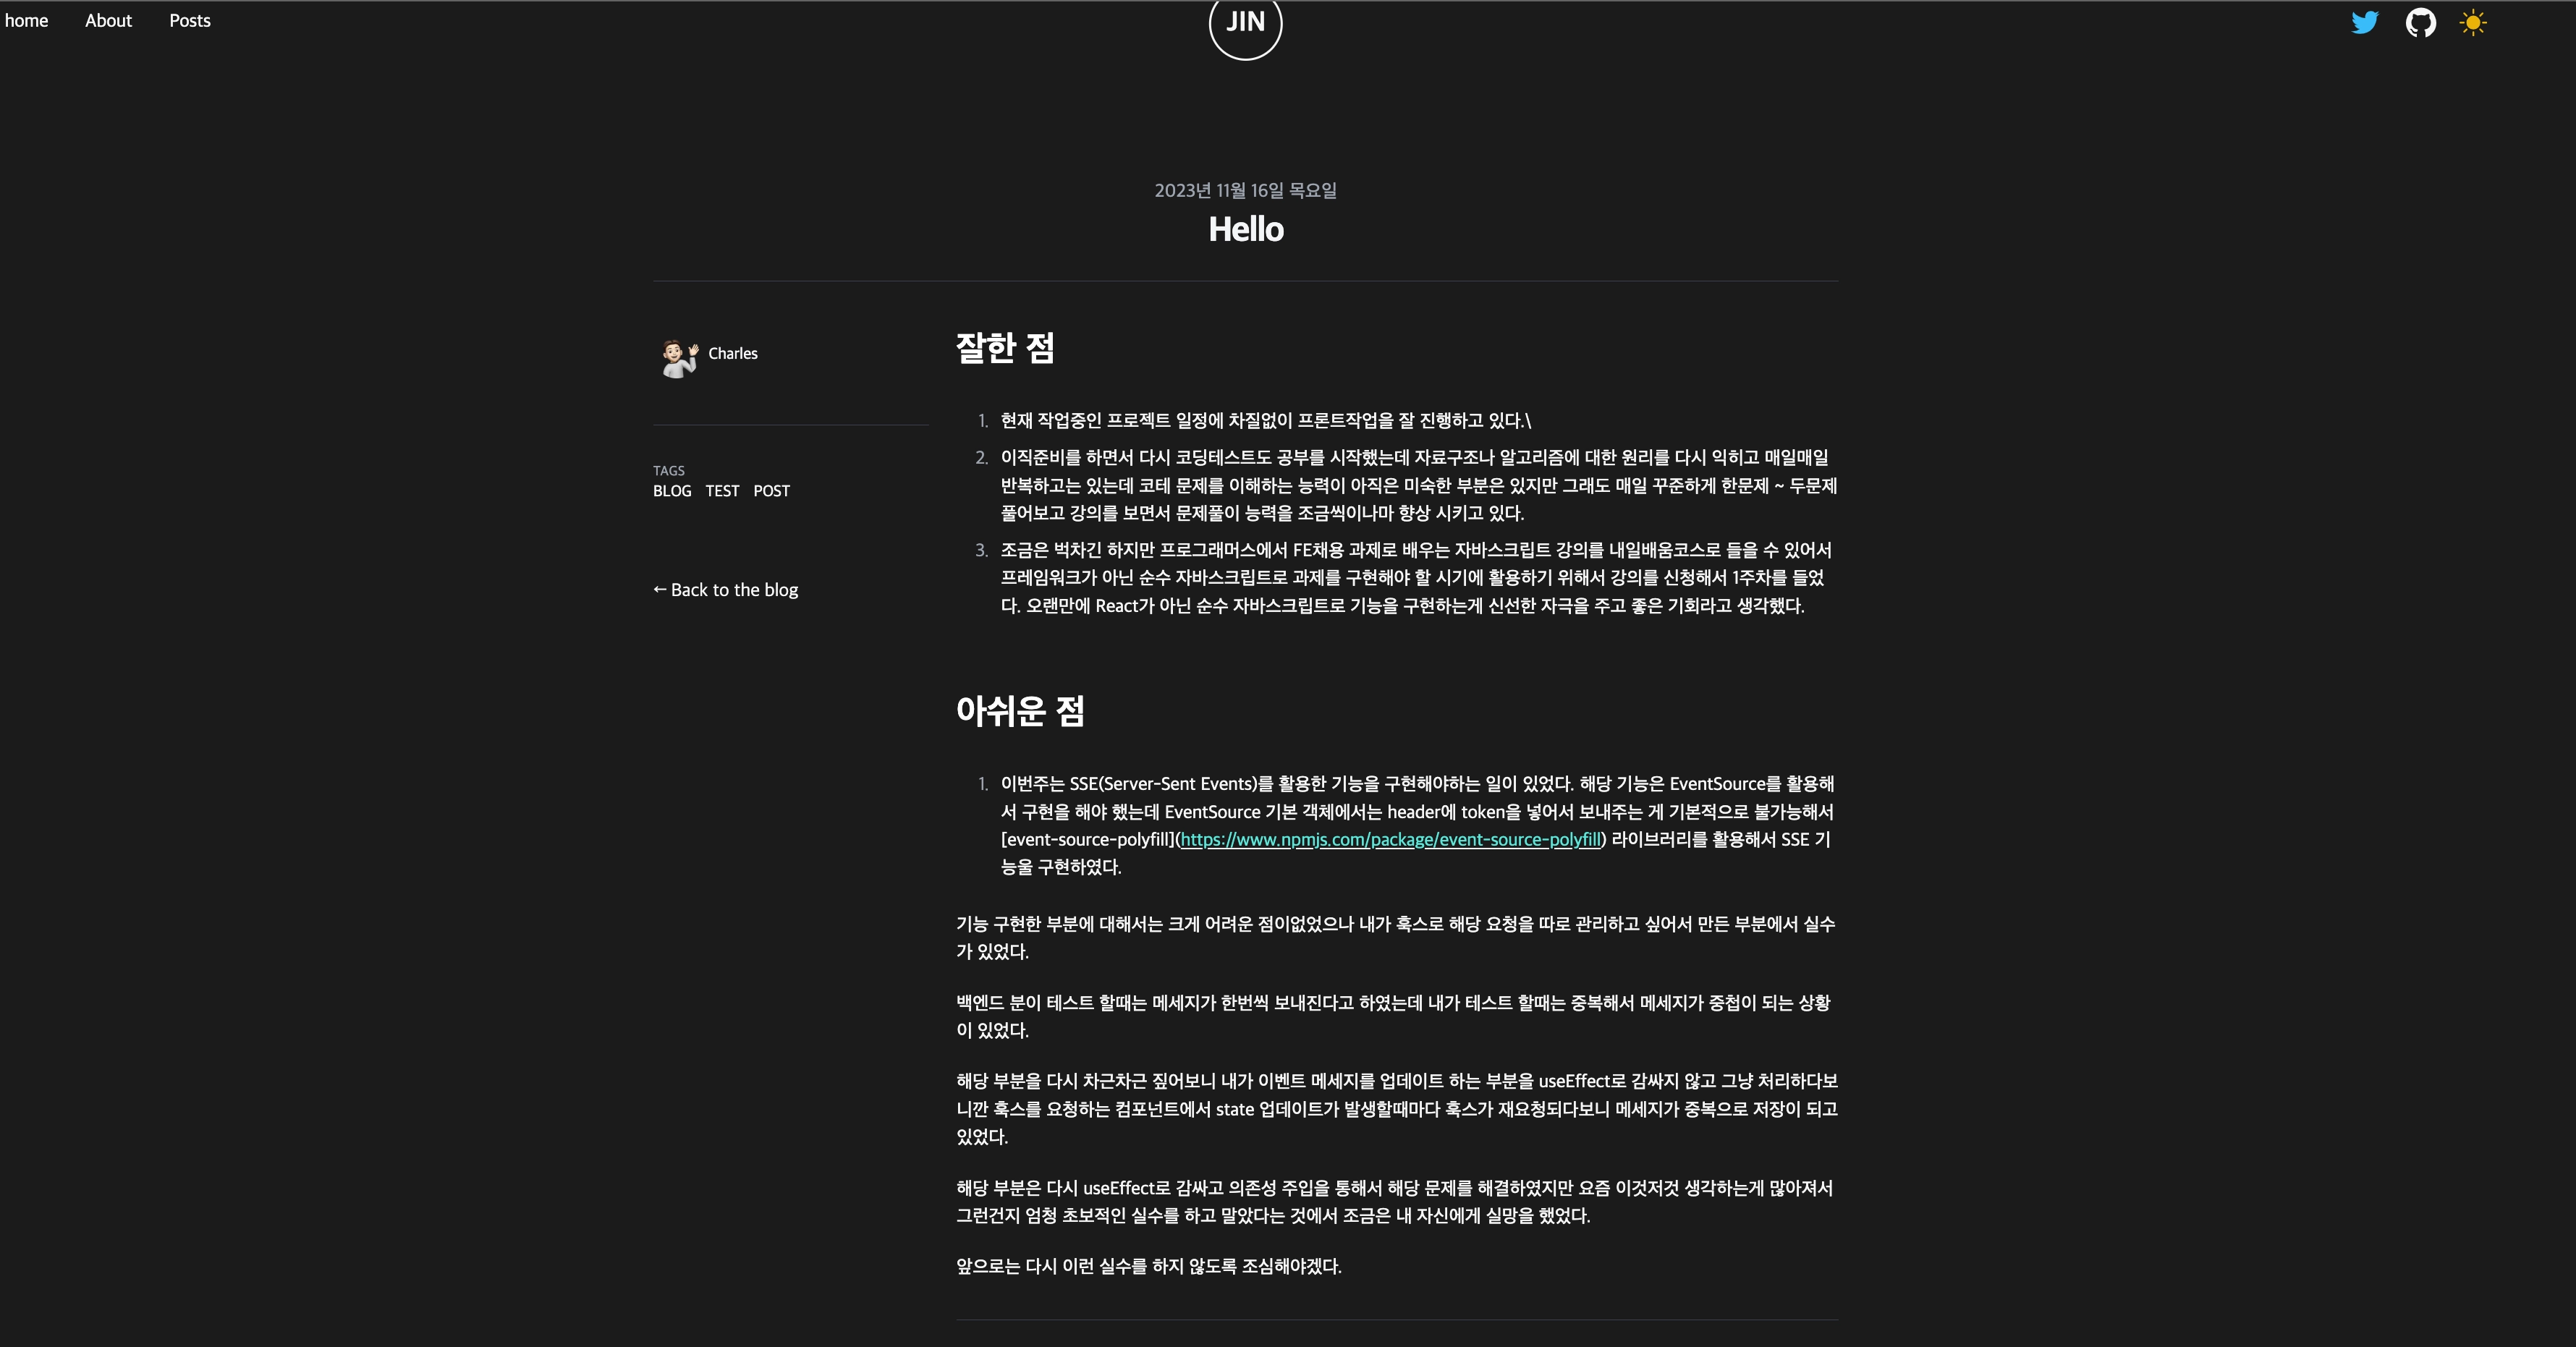 home About Posts
JIN
2023년 11월 16일 목요일
Hello
Charles
TAGS
BLOG TEST POST
← Back to the blog
잘한 점
1. 현재 작업중인 프로젝트 일정에 차질없이 프론트작업을 잘 진행하고 있다.\
2. 이직준비를 하면서 다시 코딩테스트도 공부를 시작했는데 자료구조나 알고리즘에 대한 원리를 다시 익히고 매일매일
반복하고는 있는데 코테 문제를 이해하는 능력이 아직은 미숙한 부분은 있지만 그래도 매일 꾸준하게 한문제 ~ 두문제
풀어보고 강의를 보면서 문제풀이 능력을 조금씩이나마 향상 시키고 있다.
3. 조금은 벅차긴 하지만 프로그래머스에서 FE채용 과제로 배우는 자바스크립트 강의를 내일배움코스로 들을 수 있어서
프레임워크가 아닌 순수 자바스크립트로 과제를 구현해야 할 시기에 활용하기 위해서 강의를 신청해서 1주차를 들었
다. 오랜만에 React가 아닌 순수 자바스크립트로 기능을 구현하는게 신선한 자극을 주고 좋은 기회라고 생각했다.
아쉬운 점
1. 이번주는 SSE(Server-Sent Events)를 활용한 기능을 구현해야하는 일이 있었다. 해당 기능은 EventSource를 활용해
서 구현을 해야 했는데 EventSource 기본 객체에서는 header에 token을 넣어서 보내주는 게 기본적으로 불가능해서
[event-source-polyfill](https://www.npmjs.com/package/event-source-polyfill) 라이브러리를 활용해서 SSE 기
능울 구현하였다.
기능 구현한 부분에 대해서는 크게 어려운 점이없었으나 내가 훅스로 해당 요청을 따로 관리하고 싶어서 만든 부분에서 실수
가 있었다.
백엔드 분이 테스트 할때는 메세지가 한번씩 보내진다고 하였는데 내가 테스트 할때는 중복해서 메세지가 중첩이 되는 상황
이 있었다.
해당 부분을 다시 차근차근 짚어보니 내가 이벤트 메세지를 업데이트 하는 부분을 useEffect로 감싸지 않고 그냥 처리하다보
니깐 훅스를 요청하는 컴포넌트에서 state 업데이트가 발생할때마다 훅스가 재요청되다보니 메세지가 중복으로 저장이 되고
있었다.
해당 부분은 다시 useEffect로 감싸고 의존성 주입을 통해서 해당 문제를 해결하였지만 요즘 이것저것 생각하는게 많아져서
그런건지 엄청 초보적인 실수를 하고 말았다는 것에서 조금은 내 자신에게 실망을 했었다.
앞으로는 다시 이런 실수를 하지 않도록 조심해야겠다.